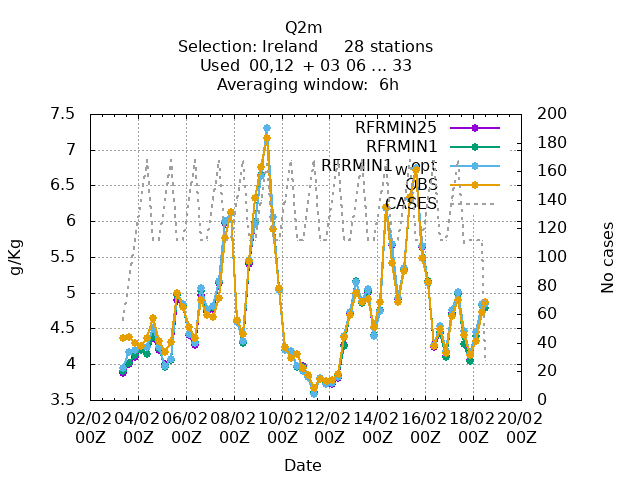 Q2m
Selection: Ireland 28 stations
Used 00,12 + 03 06 ... 33
Averaging window: 6h
7.5
7
6.5
6
5.5
5
4.5
4
3.5
g/Kg
200
180
160
140
120
100
80
60
40
20
0
No cases
RFRMIN25
RFRMIN1
RFRMIN1_wopt
OBS
CASES
02/02 04/02 06/02 08/02 10/02 12/02 14/02 16/02 18/02 20/02
00Z 00Z 00Z 00Z 00Z 00Z 00Z 00Z 00Z 00Z
Date